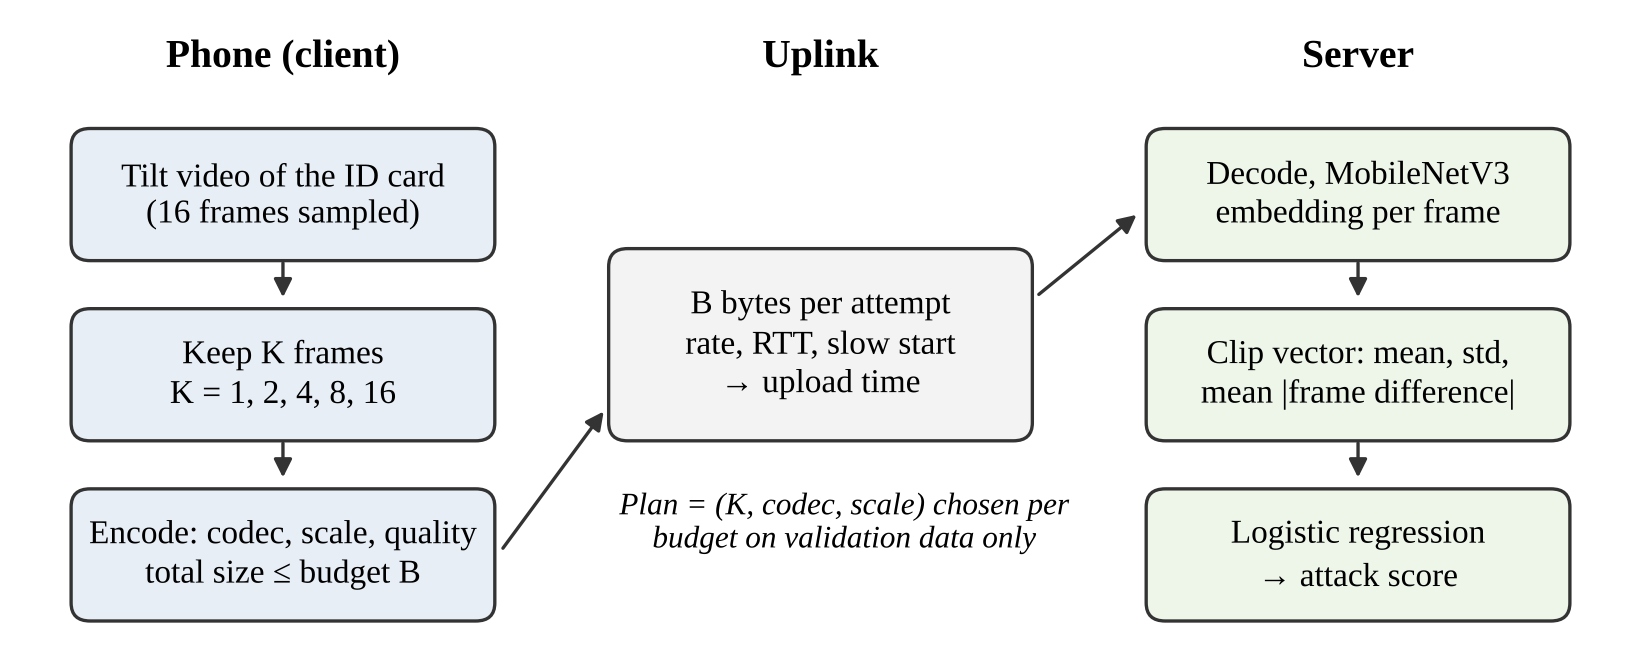 Phone (client)
Tilt video of the ID card
(16 frames sampled)
Keep K frames
K = 1, 2, 4, 8, 16
Encode: codec, scale, quality
total size ≤ budget B
Uplink
B bytes per attempt
rate, RTT, slow start
→ upload time
Plan = (K, codec, scale) chosen per
budget on validation data only
Server
Decode, MobileNetV3
embedding per frame
Clip vector: mean, std,
mean |frame difference|
Logistic regression
→ attack score